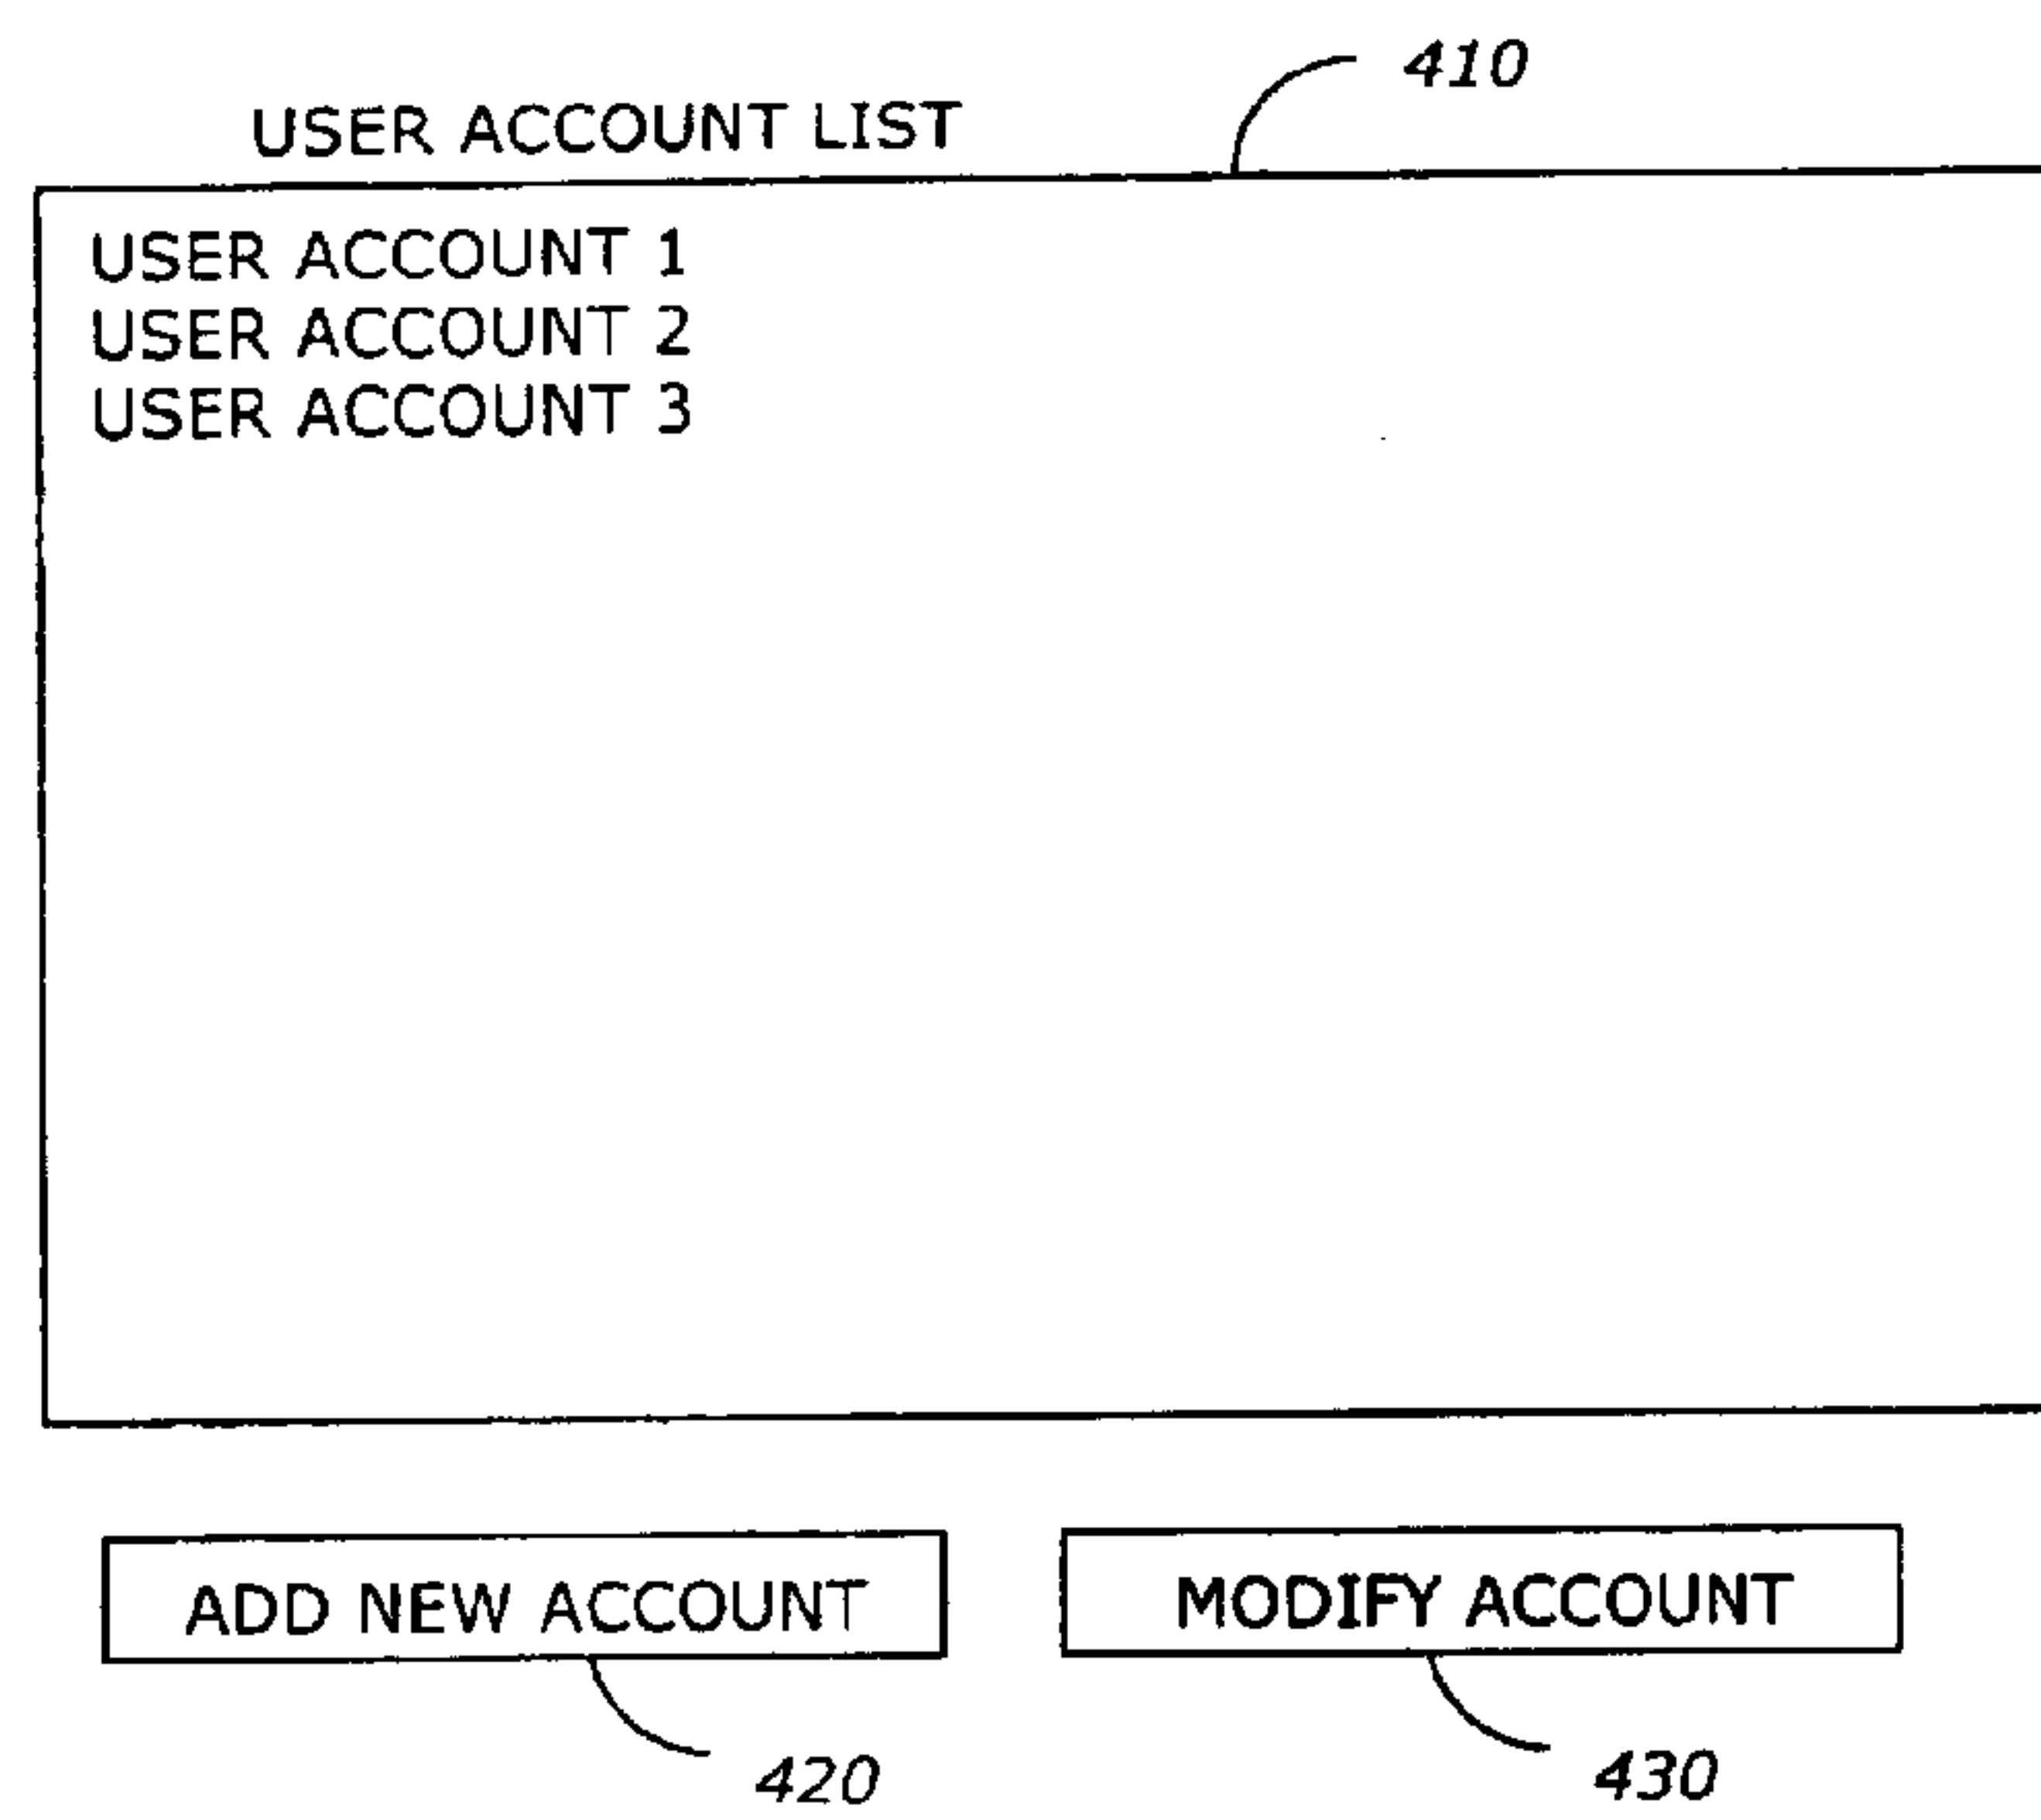 410
USER ACCOUNT LIST
USER ACCOUNT 1
USER ACCOUNT 2
USER ACCOUNT 3
ADD NEW ACCOUNT
MODIFY ACCOUNT
420
430